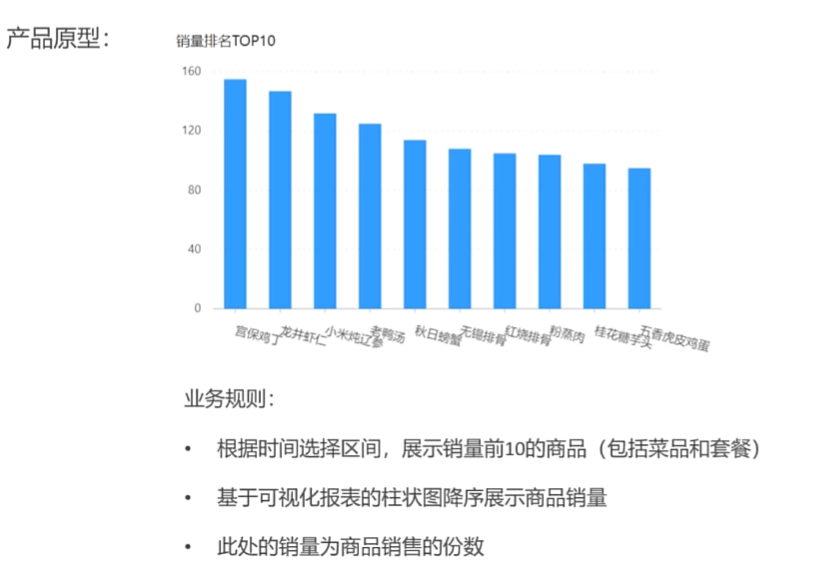 产品原型：
销量排名TOP10
160
120
80
40
0
宫保鸡丁
龙井虾仁
小米炖辽参
老鸭汤
秋日螃蟹
无锡排骨
红烧排骨
粉蒸肉
桂花糖芋头
五香虎皮鸡蛋
业务规则：
• 根据时间选择区间，展示销量前10的商品（包括菜品和套餐）
• 基于可视化报表的柱状图降序展示商品销量
• 此处的销量为商品销售的份数